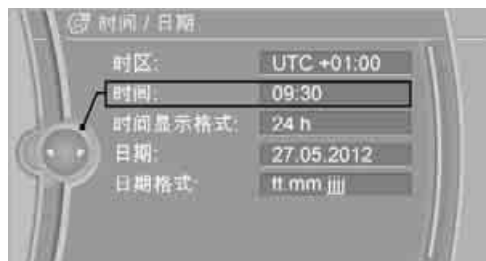 时间 / 日期
时区: UTC +01:00
时间: 09:30
时间显示格式: 24 h
日期: 27.05.2012
日期格式: tt.mm.jjjj